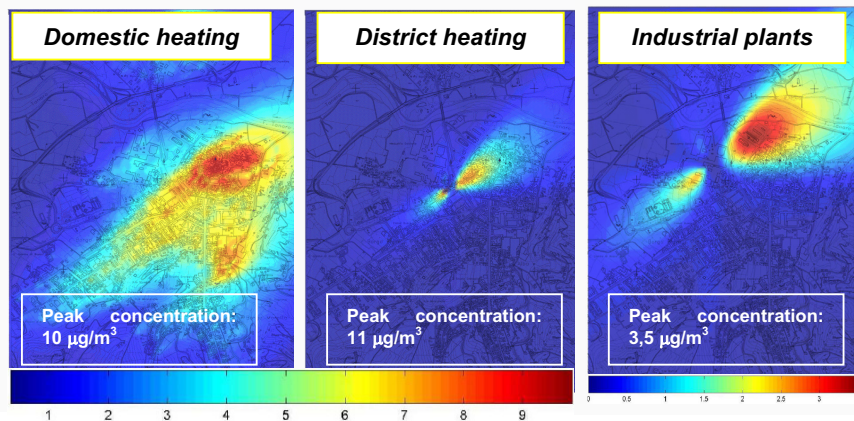 Domestic heating
District heating
Industrial plants
Peak concentration:
10 µg/m³
Peak concentration:
11 µg/m³
Peak concentration:
3,5 µg/m³
1 2 3 4 5 6 7 8 9
0 0.5 1 1.5 2 2.5 3